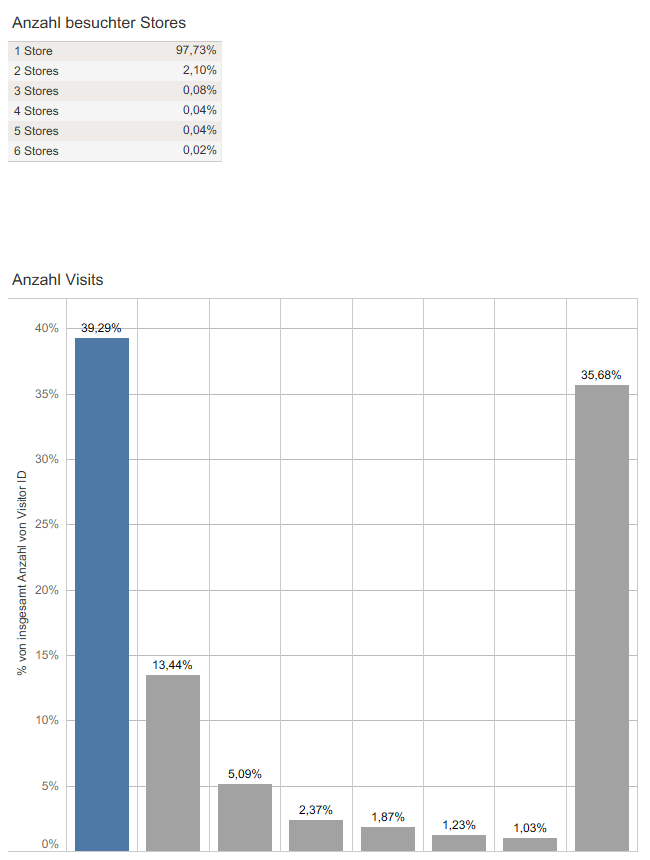 Anzahl besuchter Stores
1 Store 97,73%
2 Stores 2,10%
3 Stores 0,08%
4 Stores 0,04%
5 Stores 0,04%
6 Stores 0,02%
Anzahl Visits
% von insgesamt Anzahl von Visitor ID
40%
35%
30%
25%
20%
15%
10%
5%
0%
39,29%
13,44%
5,09%
2,37%
1,87%
1,23%
1,03%
35,68%